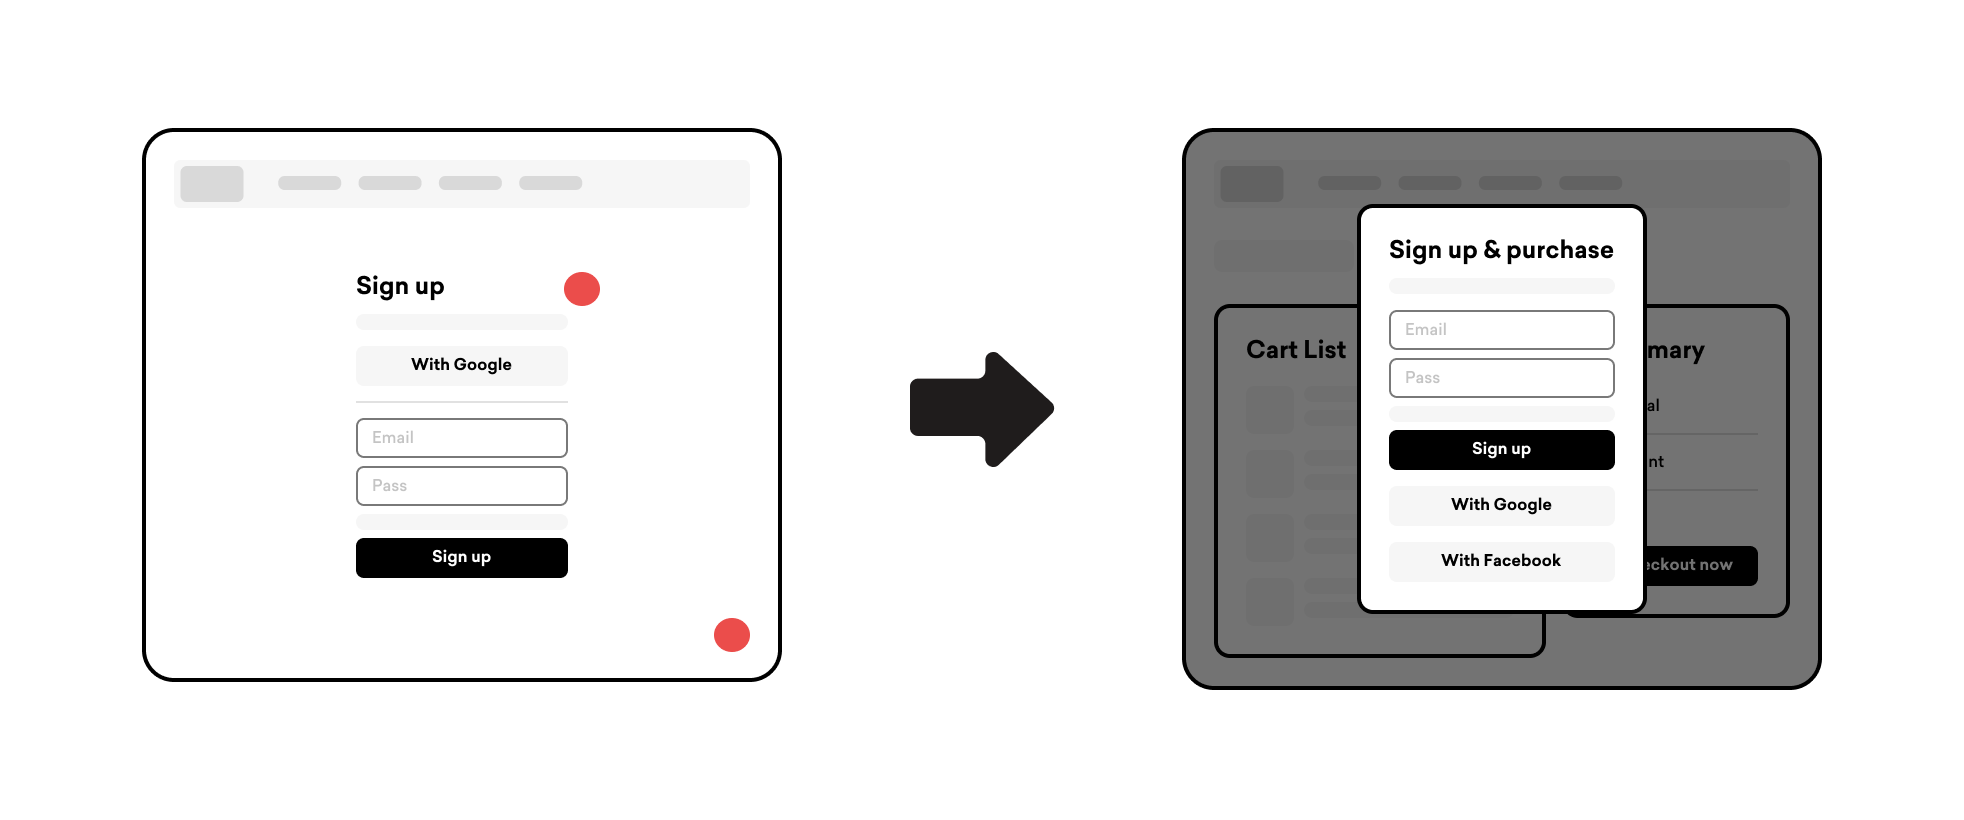 Sign up
With Google
Email
Pass
Sign up
Sign up & purchase
Email
Pass
Sign up
With Google
With Facebook
Cart List
mary
al
nt
eckout now